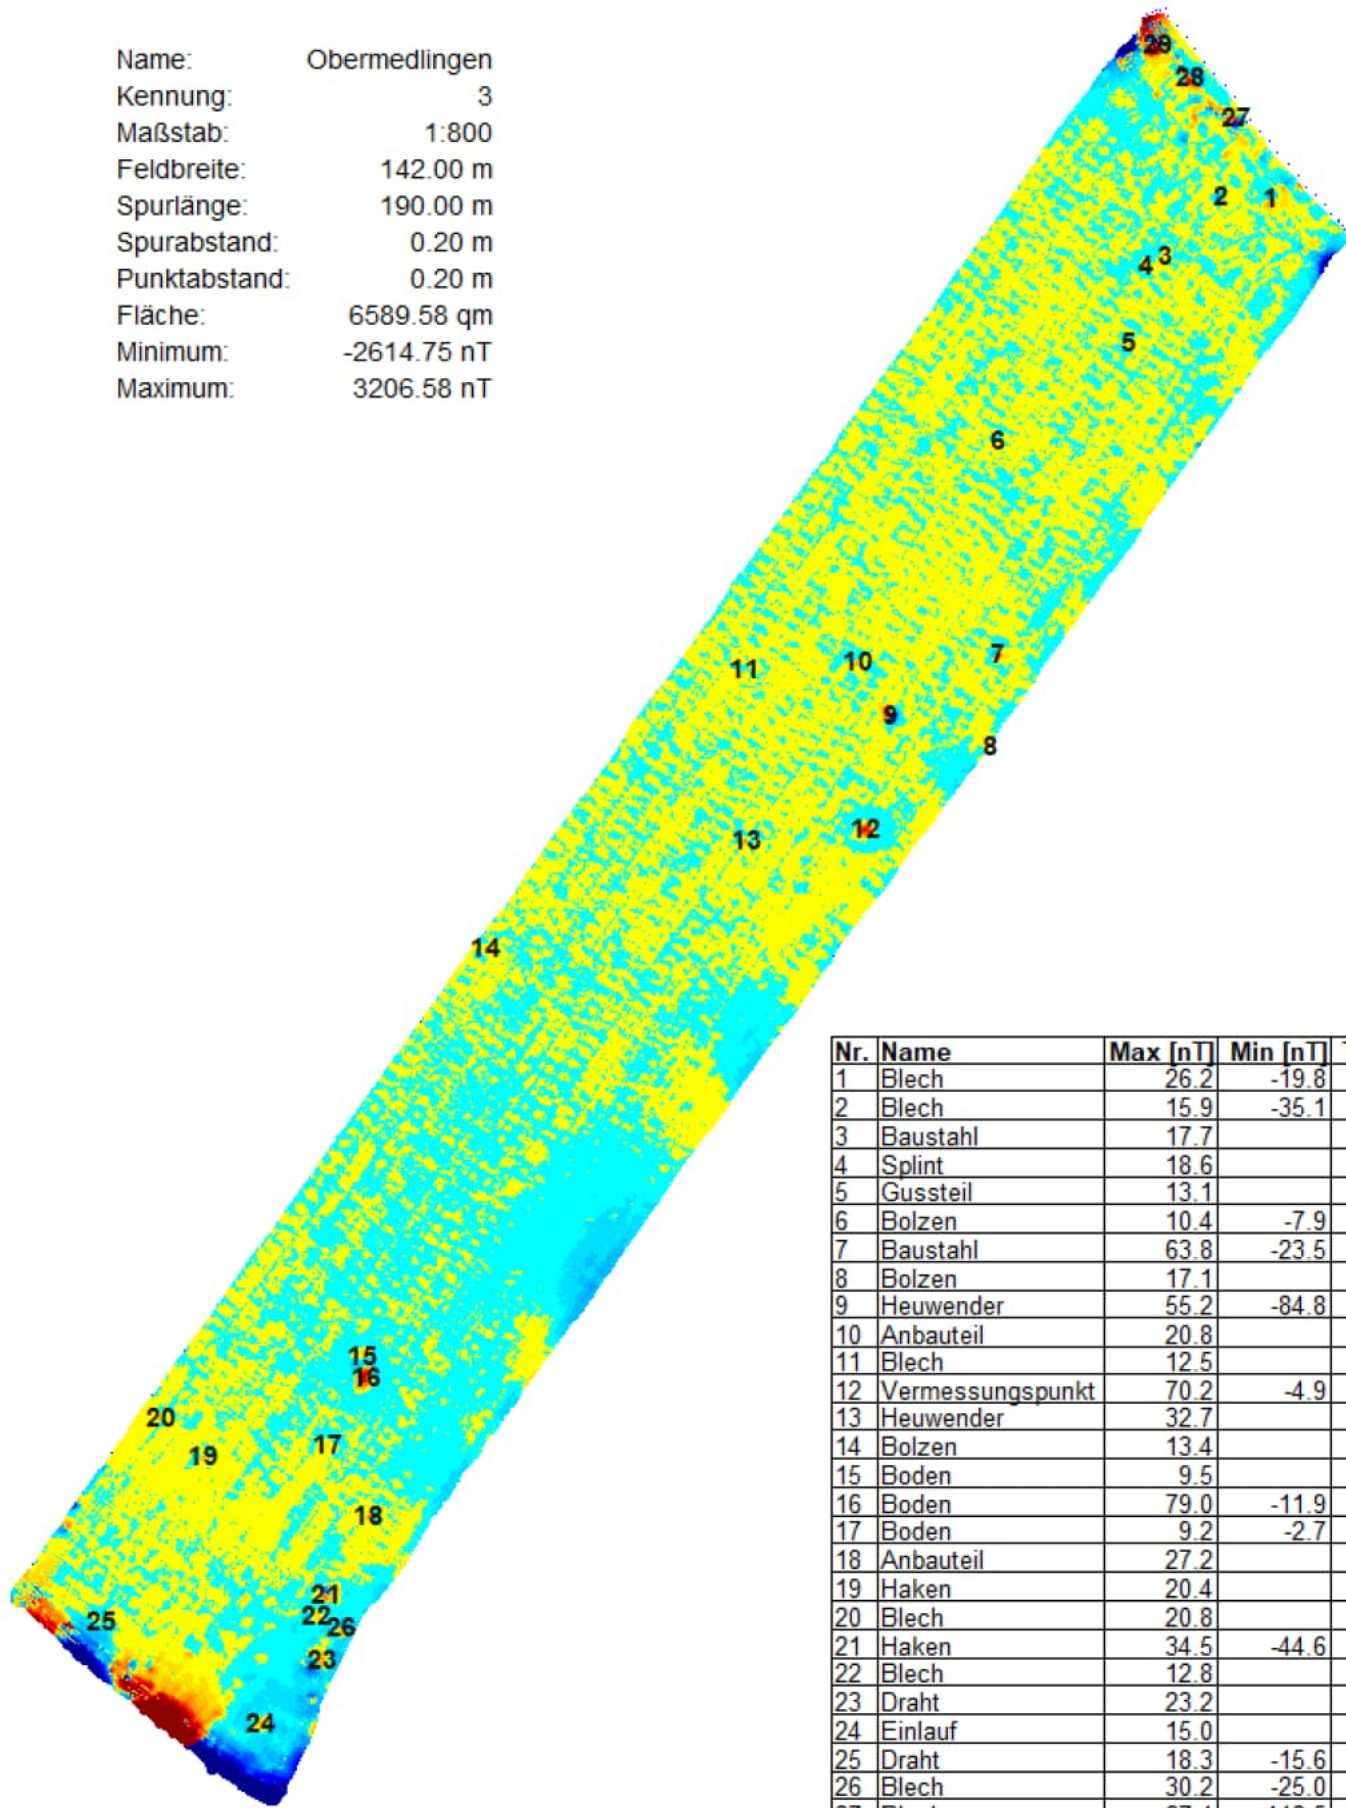 Name: Obermedlingen
Kennung: 3
Maßstab: 1:800
Feldbreite: 142.00 m
Spurlänge: 190.00 m
Spurabstand: 0.20 m
Punktabstand: 0.20 m
Fläche: 6589.58 qm
Minimum: -2614.75 nT
Maximum: 3206.58 nT
29
28
27
2 1
3
4
5
6
7
10
11
9
8
12
13
14
15
16
20
17
19
18
21
22
25
26
23
24
Nr. Name Max [nT] Min [nT]
1 Blech 26.2 -19.8
2 Blech 15.9 -35.1
3 Baustahl 17.7
4 Splint 18.6
5 Gussteil 13.1
6 Bolzen 10.4 -7.9
7 Baustahl 63.8 -23.5
8 Bolzen 17.1
9 Heuwender 55.2 -84.8
10 Anbauteil 20.8
11 Blech 12.5
12 Vermessungspunkt 70.2 -4.9
13 Heuwender 32.7
14 Bolzen 13.4
15 Boden 9.5
16 Boden 79.0 -11.9
17 Boden 9.2 -2.7
18 Anbauteil 27.2
19 Haken 20.4
20 Blech 20.8
21 Haken 34.5 -44.6
22 Blech 12.8
23 Draht 23.2
24 Einlauf 15.0
25 Draht 18.3 -15.6
26 Blech 30.2 -25.0